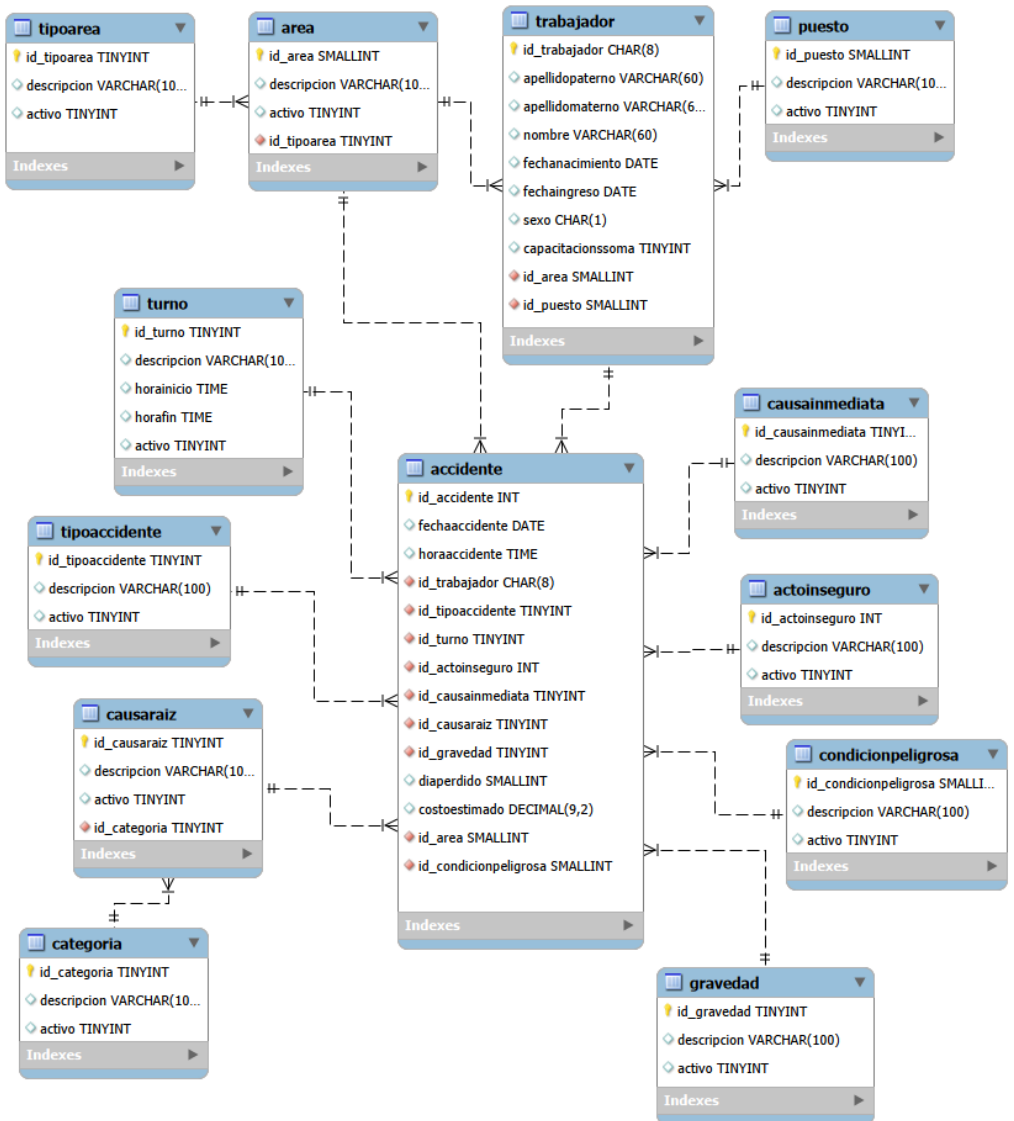 tipoarea
id_tipoarea TINYINT
descripcion VARCHAR(10...
activo TINYINT
Indexes
area
id_area SMALLINT
descripcion VARCHAR(10...
activo TINYINT
id_tipoarea TINYINT
Indexes
trabajador
id_trabajador CHAR(8)
apellidopaterno VARCHAR(60)
apellidomaterno VARCHAR(6...
nombre VARCHAR(60)
fechanacimiento DATE
fechaingreso DATE
sexo CHAR(1)
capacitacionssoma TINYINT
id_area SMALLINT
id_puesto SMALLINT
Indexes
puesto
id_puesto SMALLINT
descripcion VARCHAR(10...
activo TINYINT
Indexes
turno
id_turno TINYINT
descripcion VARCHAR(10...
horainicio TIME
horafin TIME
activo TINYINT
Indexes
tipoaccidente
id_tipoaccidente TINYINT
descripcion VARCHAR(100)
activo TINYINT
Indexes
causaraiz
id_causaraiz TINYINT
descripcion VARCHAR(10...
activo TINYINT
id_categoria TINYINT
Indexes
categoria
id_categoria TINYINT
descripcion VARCHAR(10...
activo TINYINT
Indexes
accidente
id_accidente INT
fechaaccidente DATE
horaaccidente TIME
id_trabajador CHAR(8)
id_tipoaccidente TINYINT
id_turno TINYINT
id_actoinseguro INT
id_causainmediata TINYINT
id_causaraiz TINYINT
id_gravedad TINYINT
diaperdido SMALLINT
costoestimado DECIMAL(9,2)
id_area SMALLINT
id_condicionpeligrosa SMALLINT
Indexes
causainmediata
id_causainmediata TINYI...
descripcion VARCHAR(100)
activo TINYINT
Indexes
actoinseguro
id_actoinseguro INT
descripcion VARCHAR(100)
activo TINYINT
Indexes
condicionpeligrosa
id_condicionpeligrosa SMALLI...
descripcion VARCHAR(100)
activo TINYINT
Indexes
gravedad
id_gravedad TINYINT
descripcion VARCHAR(100)
activo TINYINT
Indexes